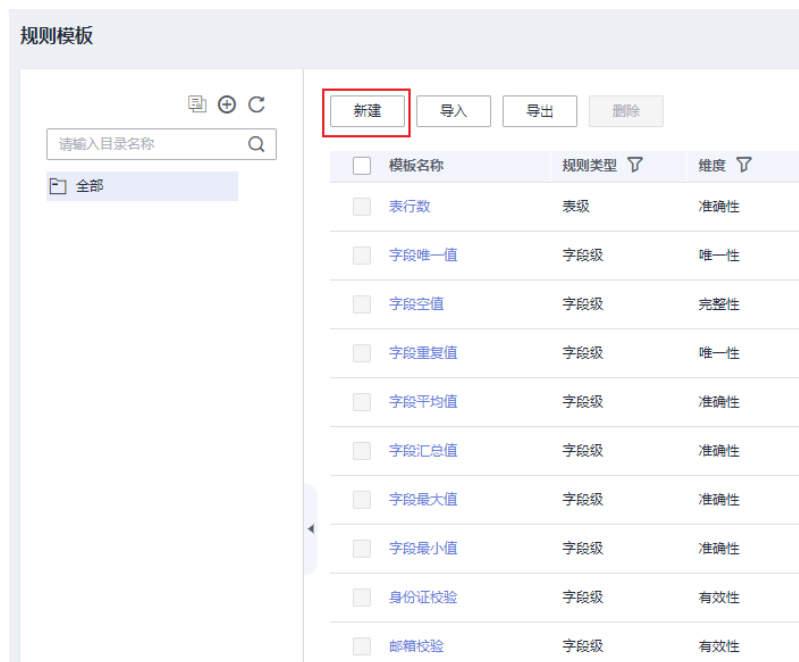 规则模板
请输入目录名称
全部
新建 导入 导出 删除
模板名称 规则类型 维度
表行数 表级 准确性
字段唯一值 字段级 唯一性
字段空值 字段级 完整性
字段重复值 字段级 唯一性
字段平均值 字段级 准确性
字段汇总值 字段级 准确性
字段最大值 字段级 准确性
字段最小值 字段级 准确性
身份证校验 字段级 有效性
邮箱校验 字段级 有效性